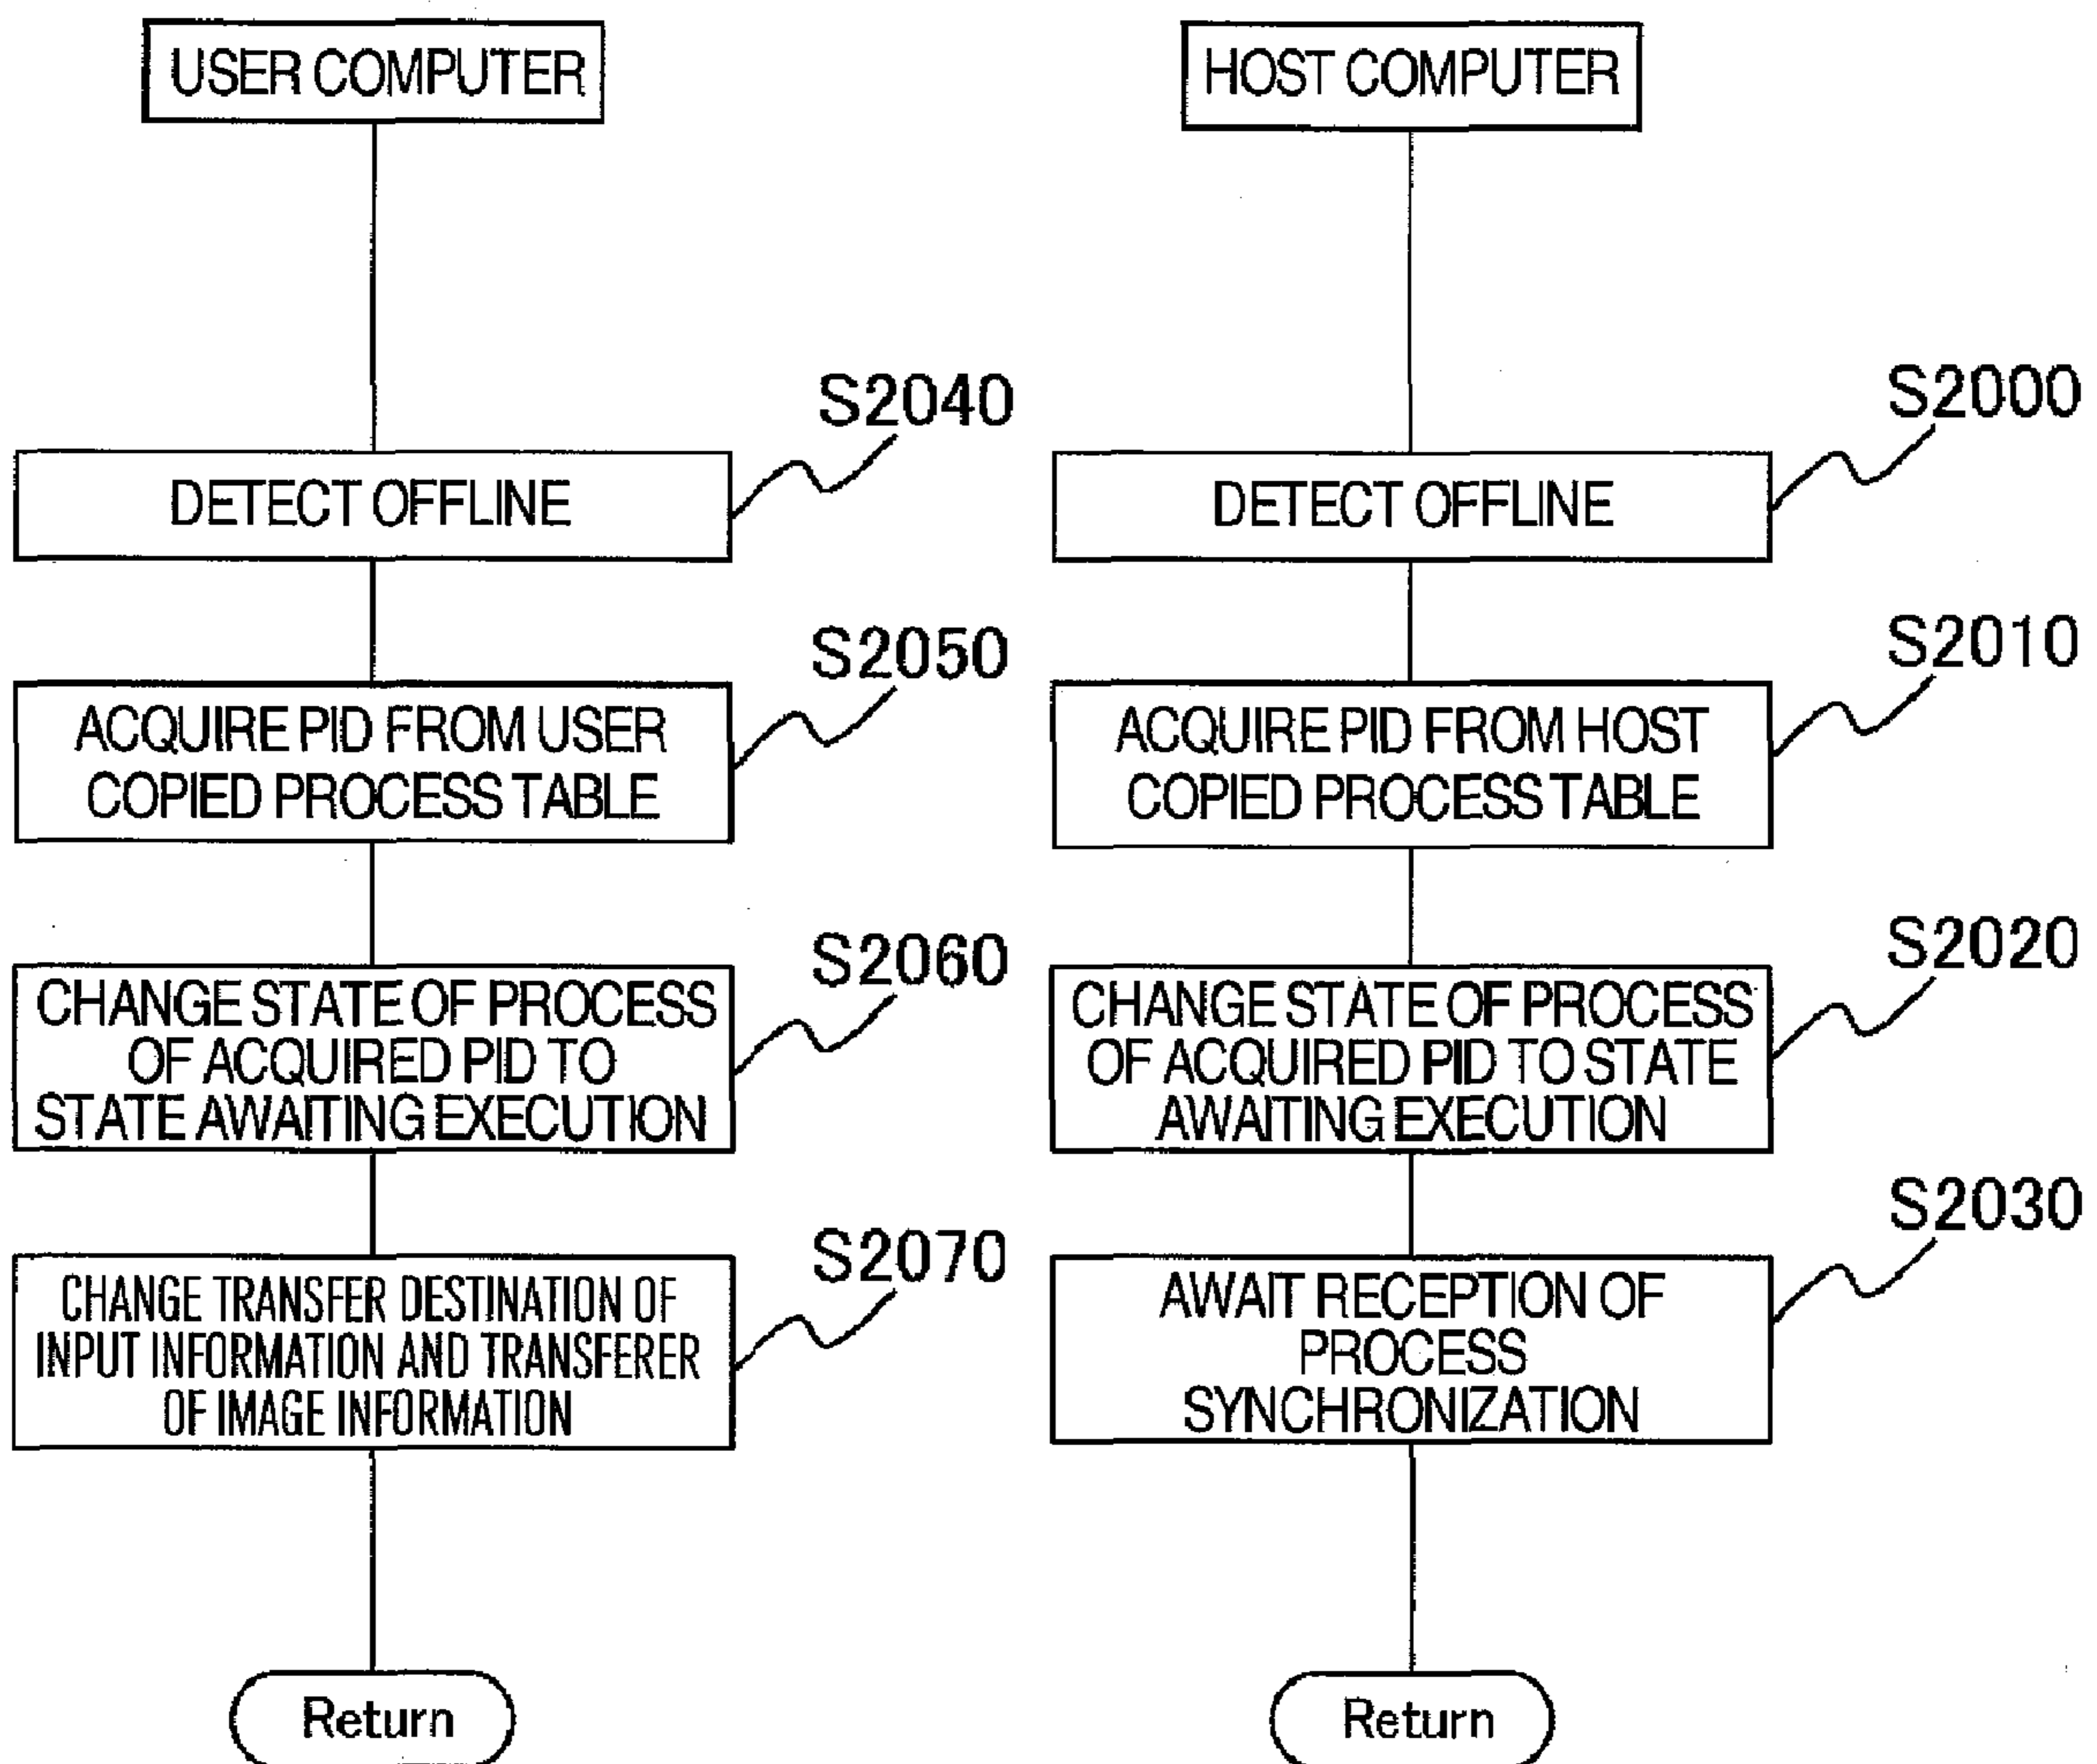 USER COMPUTER
S2040
DETECT OFFLINE
S2050
ACQUIRE PID FROM USER
COPIED PROCESS TABLE
S2060
CHANGE STATE OF PROCESS
OF ACQUIRED PID TO
STATE AWAITING EXECUTION
S2070
CHANGE TRANSFER DESTINATION OF
INPUT INFORMATION AND TRANSFERER
OF IMAGE INFORMATION
Return
HOST COMPUTER
S2000
DETECT OFFLINE
S2010
ACQUIRE PID FROM HOST
COPIED PROCESS TABLE
S2020
CHANGE STATE OF PROCESS
OF ACQUIRED PID TO STATE
AWAITING EXECUTION
S2030
AWAIT RECEPTION OF
PROCESS
SYNCHRONIZATION
Return